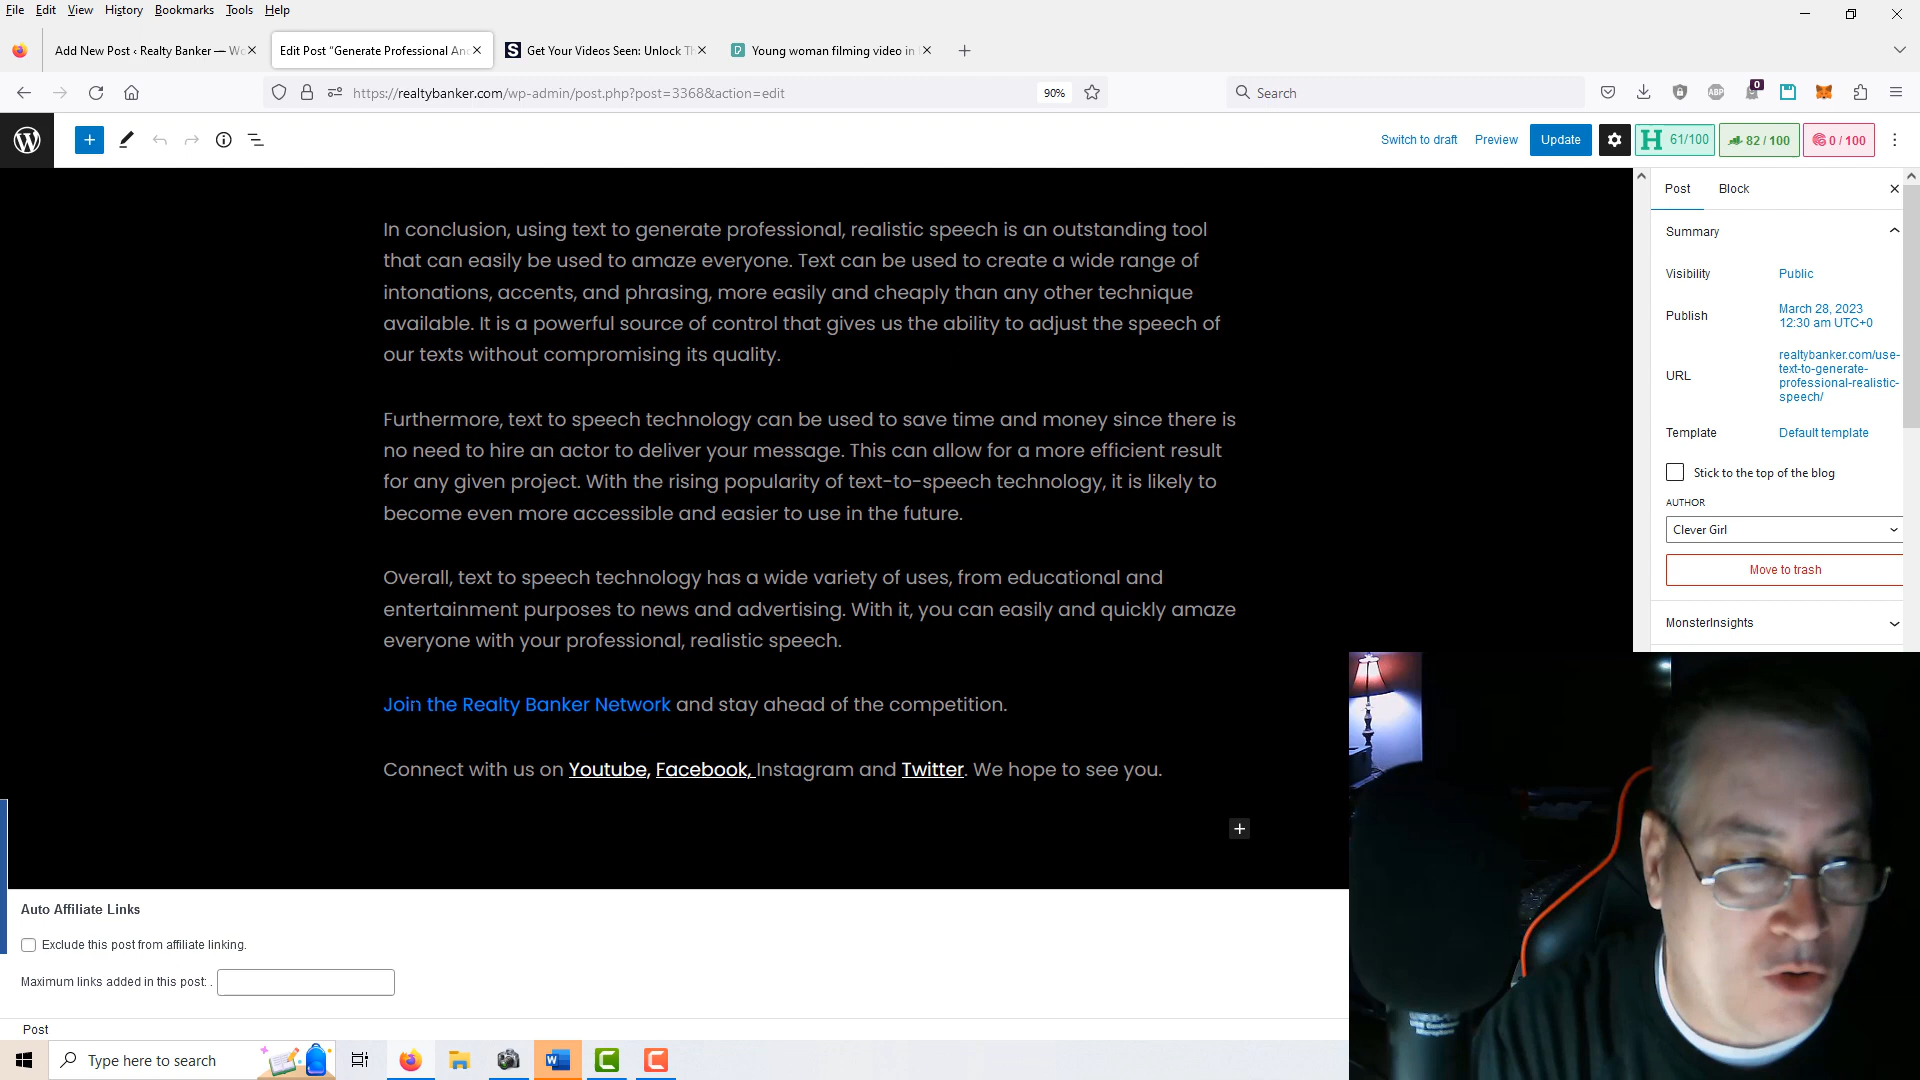 File Edit View History Bookmarks Tools Help
Add New Post ‹ Realty Banker — Wo
Edit Post "Generate Professional An
S Get Your Videos Seen: Unlock Th
Young woman filming video in
https://realtybanker.com/wp-admin/post.php?post=3368&action=edit
90%
Search
ABP
0
Switch to draft
Preview
Update
H 61/100
82 / 100
0 / 100
In conclusion, using text to generate professional, realistic speech is an outstanding tool
that can easily be used to amaze everyone. Text can be used to create a wide range of
intonations, accents, and phrasing, more easily and cheaply than any other technique
available. It is a powerful source of control that gives us the ability to adjust the speech of
our texts without compromising its quality.
Furthermore, text to speech technology can be used to save time and money since there is
no need to hire an actor to deliver your message. This can allow for a more efficient result
for any given project. With the rising popularity of text-to-speech technology, it is likely to
become even more accessible and easier to use in the future.
Overall, text to speech technology has a wide variety of uses, from educational and
entertainment purposes to news and advertising. With it, you can easily and quickly amaze
everyone with your professional, realistic speech.
Join the Realty Banker Network and stay ahead of the competition.
Connect with us on Youtube, Facebook, Instagram and Twitter. We hope to see you.
Post
Block
Summary
Visibility
Public
Publish
March 28, 2023
12:30 am UTC+0
URL
realtybanker.com/use-
text-to-generate-
professional-realistic-
speech/
Template
Default template
Stick to the top of the blog
AUTHOR
Clever Girl
Move to trash
MonsterInsights
Auto Affiliate Links
Exclude this post from affiliate linking.
Maximum links added in this post: .
Post
Type here to search